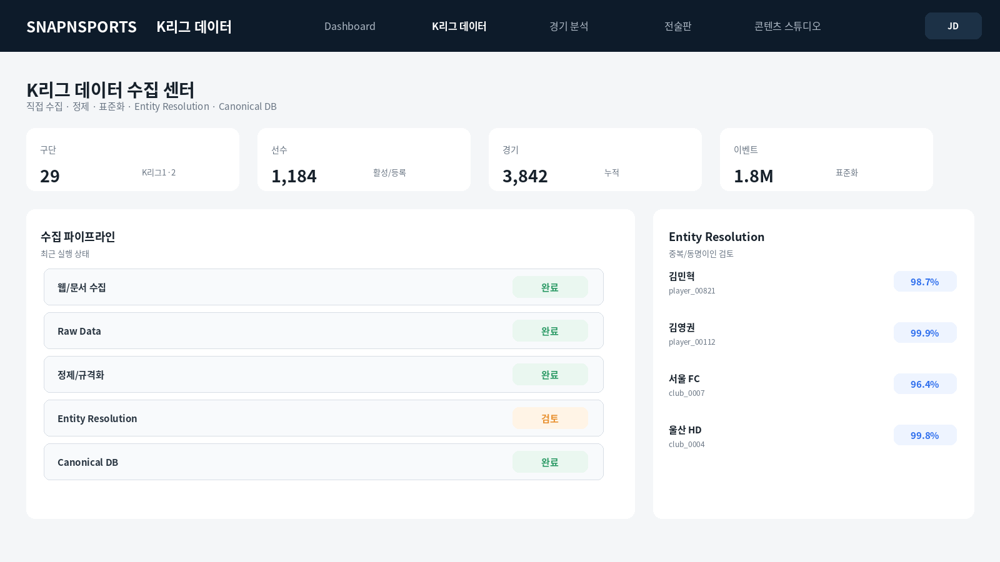 SNAPNSPORTS K리그 데이터 Dashboard K리그 데이터 경기 분석 전술판 콘텐츠 스튜디오 JD
K리그 데이터 수집 센터
직접 수집 · 정제 · 표준화 · Entity Resolution · Canonical DB
구단
29 K리그1·2
선수
1,184 활성/등록
경기
3,842 누적
이벤트
1.8M 표준화
수집 파이프라인
최근 실행 상태
웹/문서 수집 완료
Raw Data 완료
정제/규격화 완료
Entity Resolution 검토
Canonical DB 완료
Entity Resolution
중복/동명이인 검토
김민혁 98.7%
player_00821
김영권 99.9%
player_00112
서울 FC 96.4%
club_0007
울산 HD 99.8%
club_0004